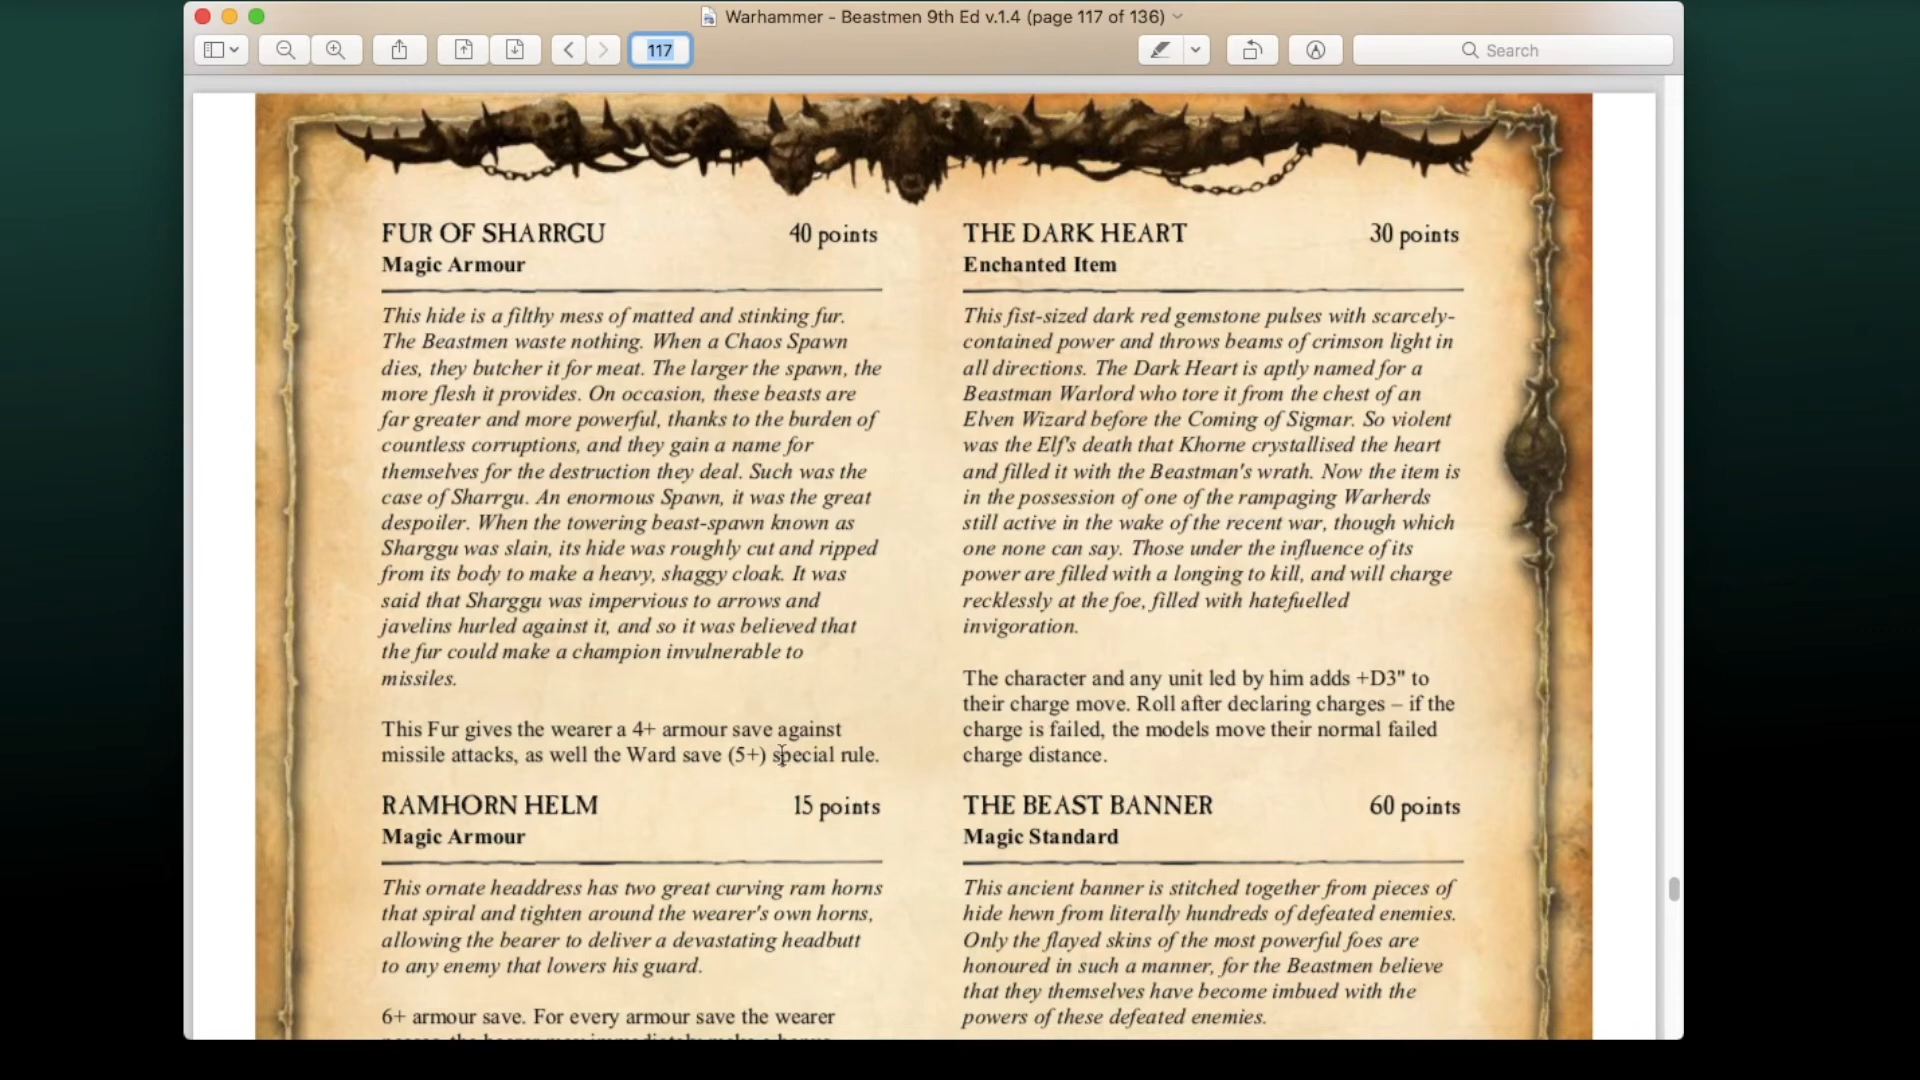 Warhammer - Beastmen 9th Ed v.1.4 (page 117 of 136)
117
Search
FUR OF SHARRGU 40 points
Magic Armour
This hide is a filthy mess of matted and stinking fur.
The Beastmen waste nothing. When a Chaos Spawn
dies, they butcher it for meat. The larger the spawn, the
more flesh it provides. On occasion, these beasts are
far greater and more powerful, thanks to the burden of
countless corruptions, and they gain a name for
themselves for the destruction they deal. Such was the
case of Sharrgu. An enormous Spawn, it was the great
despoiler. When the towering beast-spawn known as
Sharggu was slain, its hide was roughly cut and ripped
from its body to make a heavy, shaggy cloak. It was
said that Sharggu was impervious to arrows and
javelins hurled against it, and so it was believed that
the fur could make a champion invulnerable to
missiles.
This Fur gives the wearer a 4+ armour save against
missile attacks, as well the Ward save (5+) special rule.
RAMHORN HELM 15 points
Magic Armour
This ornate headdress has two great curving ram horns
that spiral and tighten around the wearer's own horns,
allowing the bearer to deliver a devastating headbutt
to any enemy that lowers his guard.
6+ armour save. For every armour save the wearer
THE DARK HEART 30 points
Enchanted Item
This fist-sized dark red gemstone pulses with scarcely-
contained power and throws beams of crimson light in
all directions. The Dark Heart is aptly named for a
Beastman Warlord who tore it from the chest of an
Elven Wizard before the Coming of Sigmar. So violent
was the Elf's death that Khorne crystallised the heart
and filled it with the Beastman's wrath. Now the item is
in the possession of one of the rampaging Warherds
still active in the wake of the recent war, though which
one none can say. Those under the influence of its
power are filled with a longing to kill, and will charge
recklessly at the foe, filled with hatefuelled
invigoration.
The character and any unit led by him adds +D3" to
their charge move. Roll after declaring charges – if the
charge is failed, the models move their normal failed
charge distance.
THE BEAST BANNER 60 points
Magic Standard
This ancient banner is stitched together from pieces of
hide hewn from literally hundreds of defeated enemies.
Only the flayed skins of the most powerful foes are
honoured in such a manner, for the Beastmen believe
that they themselves have become imbued with the
powers of these defeated enemies.